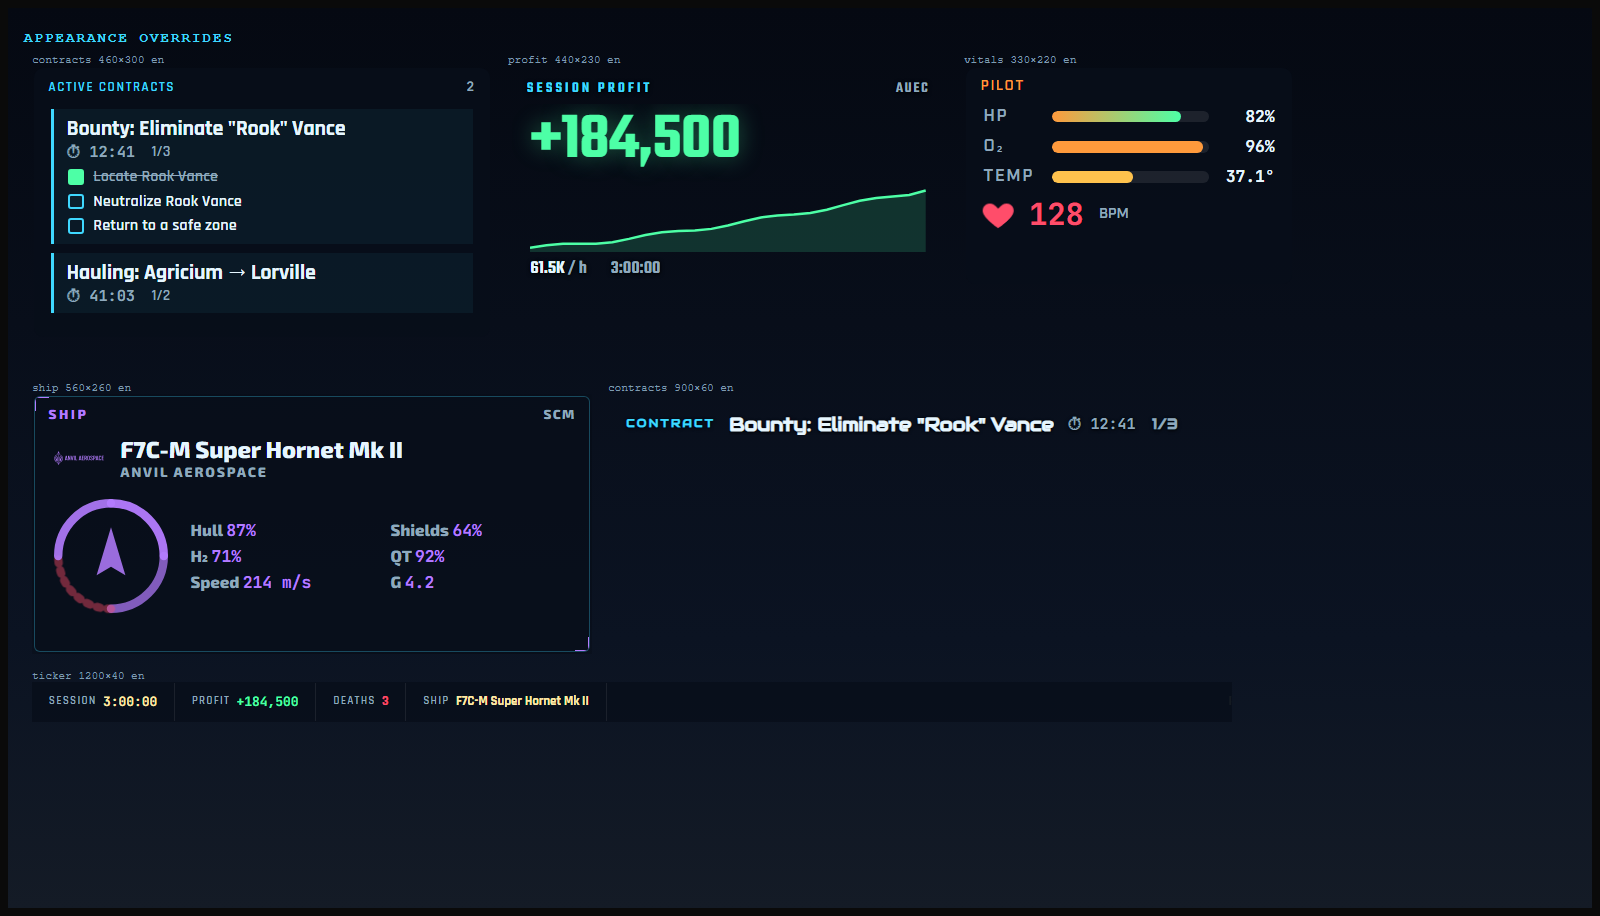 APPEARANCE OVERRIDES
contracts 460×300 en
ACTIVE CONTRACTS 2
Bounty: Eliminate "Rook" Vance
⏱ 12:41 1/3
Locate Rook Vance
Neutralize Rook Vance
Return to a safe zone
Hauling: Agricium → Lorville
⏱ 41:03 1/2
profit 440×230 en
SESSION PROFIT AUEC
+184,500
61.5K / h 3:00:00
vitals 330×220 en
PILOT
HP 82%
O₂ 96%
TEMP 37.1°
128 BPM
ship 560×260 en
SHIP SCM
ANVIL AEROSPACE
F7C-M Super Hornet Mk II
ANVIL AEROSPACE
Hull 87% Shields 64%
H₂ 71% QT 92%
Speed 214 m/s G 4.2
contracts 900×60 en
CONTRACT Bounty: Eliminate "Rook" Vance ⏱ 12:41 1/3
ticker 1200×40 en
SESSION 3:00:00 PROFIT +184,500 DEATHS 3 SHIP F7C-M Super Hornet Mk II